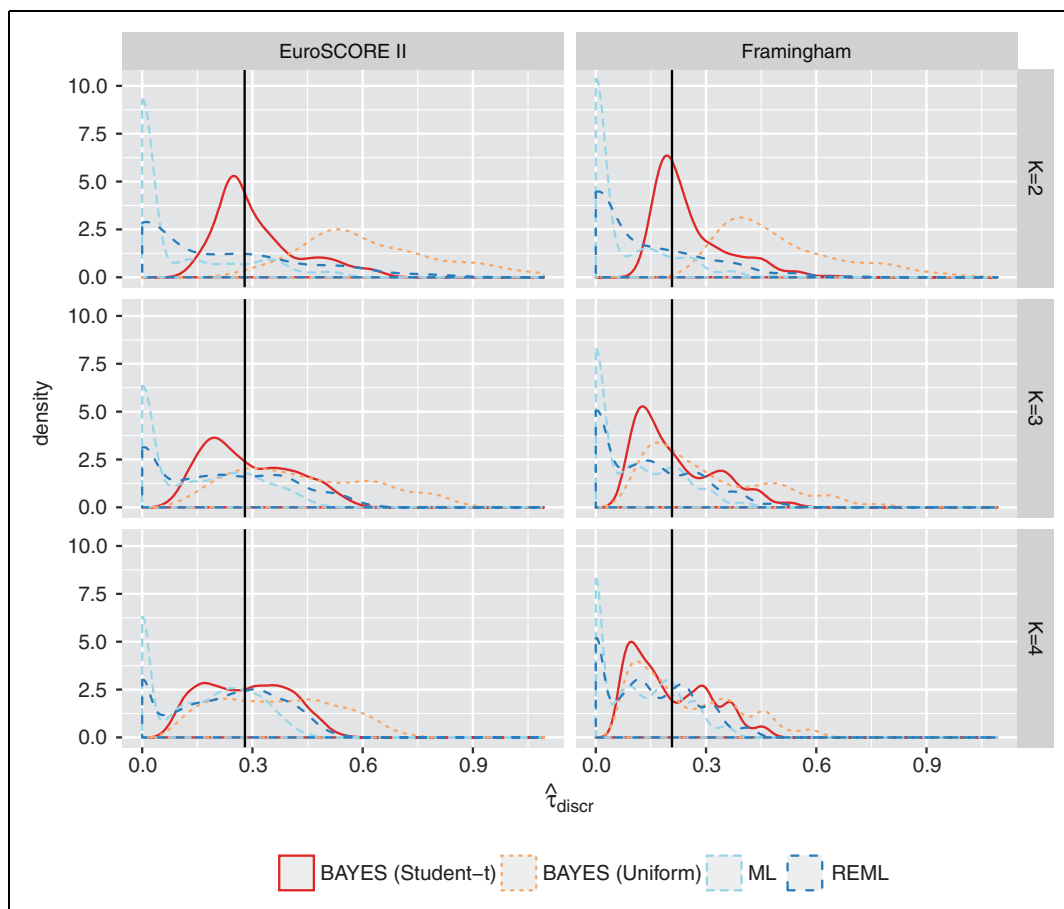 EuroSCORE II
Framingham
10.0
7.5
5.0
2.5
0.0
K=2
10.0
7.5
5.0
2.5
0.0
K=3
10.0
7.5
5.0
2.5
0.0
K=4
density
0.0 0.3 0.6 0.9
0.0 0.3 0.6 0.9
τ̂discr
BAYES (Student−t)
BAYES (Uniform)
ML
REML